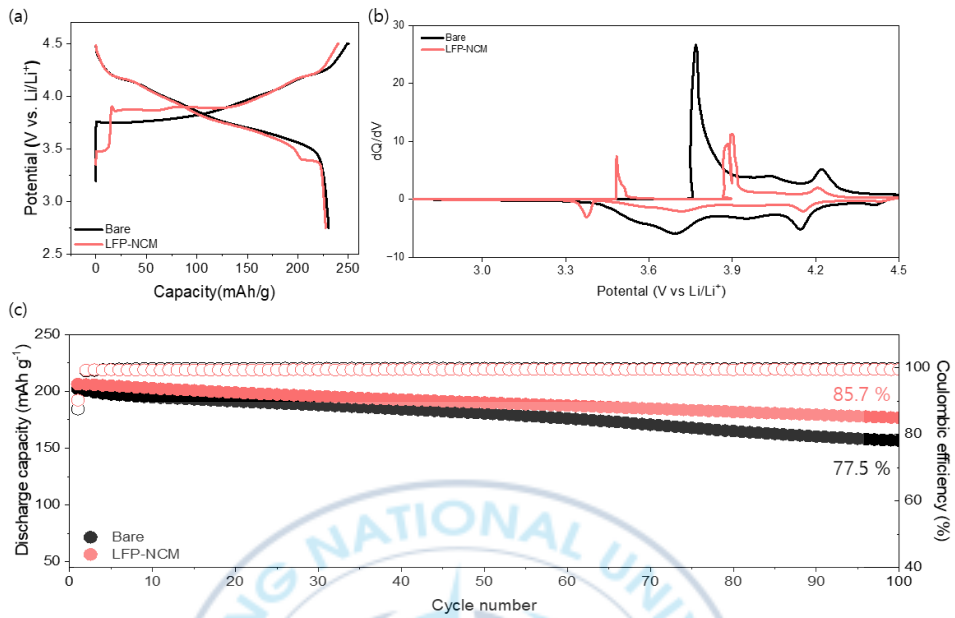 (a)
4.5
4.0
3.5
3.0
2.5
Potential (V vs. Li/Li⁺)
Bare
LFP-NCM
0
50
100
150
200
250
Capacity(mAh/g)
(b)
30
20
10
0
−10
dQ/dV
Bare
LFP-NCM
3.0
3.3
3.6
3.9
4.2
4.5
Potental (V vs Li/Li⁺)
(c)
250
200
150
100
50
Discharge capacity (mAh g⁻¹)
85.7 %
77.5 %
Bare
LFP-NCM
100
80
60
40
Coulombic efficiency (%)
0
10
20
30
40
50
60
70
80
90
100
Cycle number
NG NATIONAL UNI